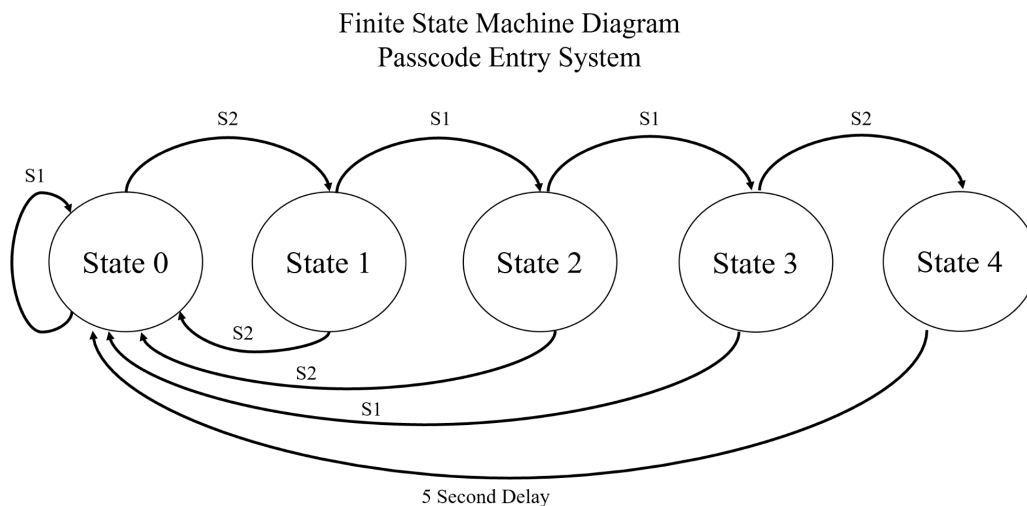 Finite State Machine Diagram
Passcode Entry System
S2
S1
S1
S2
S1
State 0
State 1
State 2
State 3
State 4
S2
S2
S1
5 Second Delay